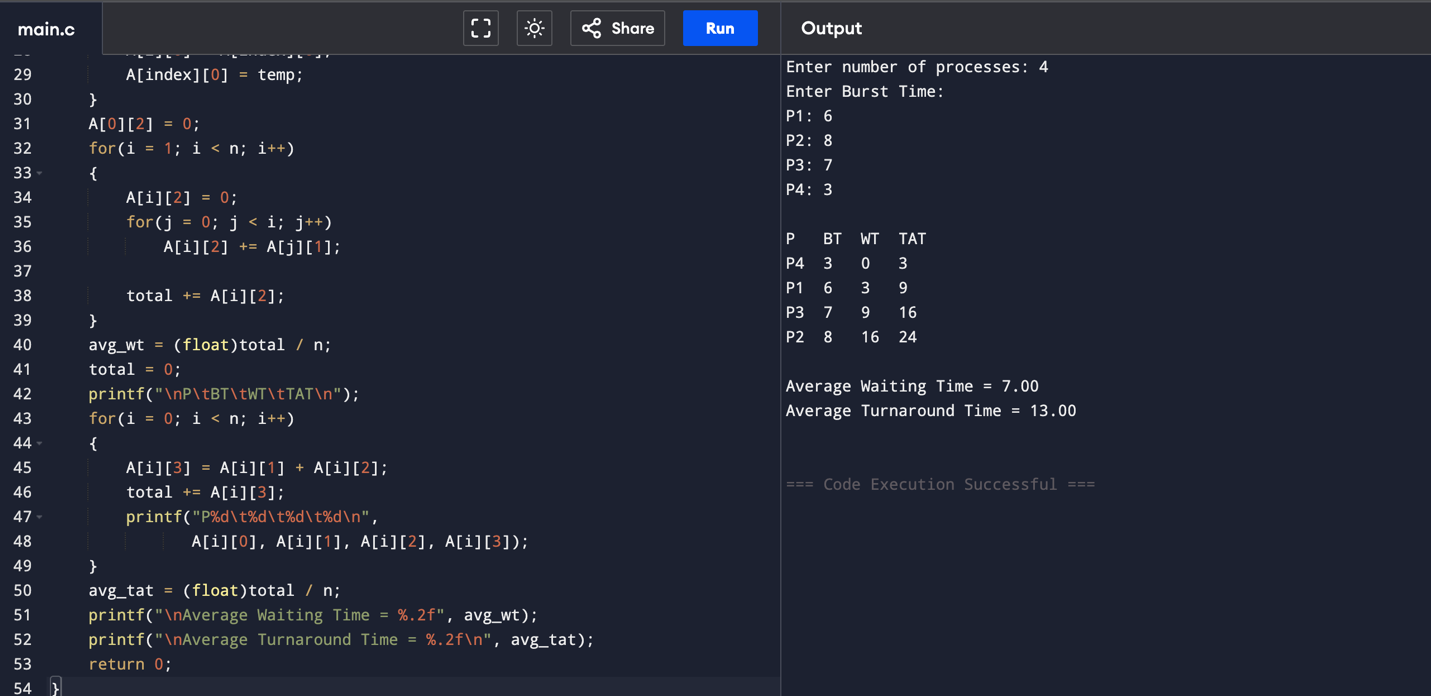 main.c
Share
Run
Output
29 A[index][0] = temp;
30 }
31 A[0][2] = 0;
32 for(i = 1; i < n; i++)
33 {
34 A[i][2] = 0;
35 for(j = 0; j < i; j++)
36 A[i][2] += A[j][1];
37
38 total += A[i][2];
39 }
40 avg_wt = (float)total / n;
41 total = 0;
42 printf("\nP\tBT\tWT\tTAT\n");
43 for(i = 0; i < n; i++)
44 {
45 A[i][3] = A[i][1] + A[i][2];
46 total += A[i][3];
47 printf("P%d\t%d\t%d\t%d\n",
48 A[i][0], A[i][1], A[i][2], A[i][3]);
49 }
50 avg_tat = (float)total / n;
51 printf("\nAverage Waiting Time = %.2f", avg_wt);
52 printf("\nAverage Turnaround Time = %.2f\n", avg_tat);
53 return 0;
54 }
Enter number of processes: 4
Enter Burst Time:
P1: 6
P2: 8
P3: 7
P4: 3
P BT WT TAT
P4 3 0 3
P1 6 3 9
P3 7 9 16
P2 8 16 24
Average Waiting Time = 7.00
Average Turnaround Time = 13.00
=== Code Execution Successful ===